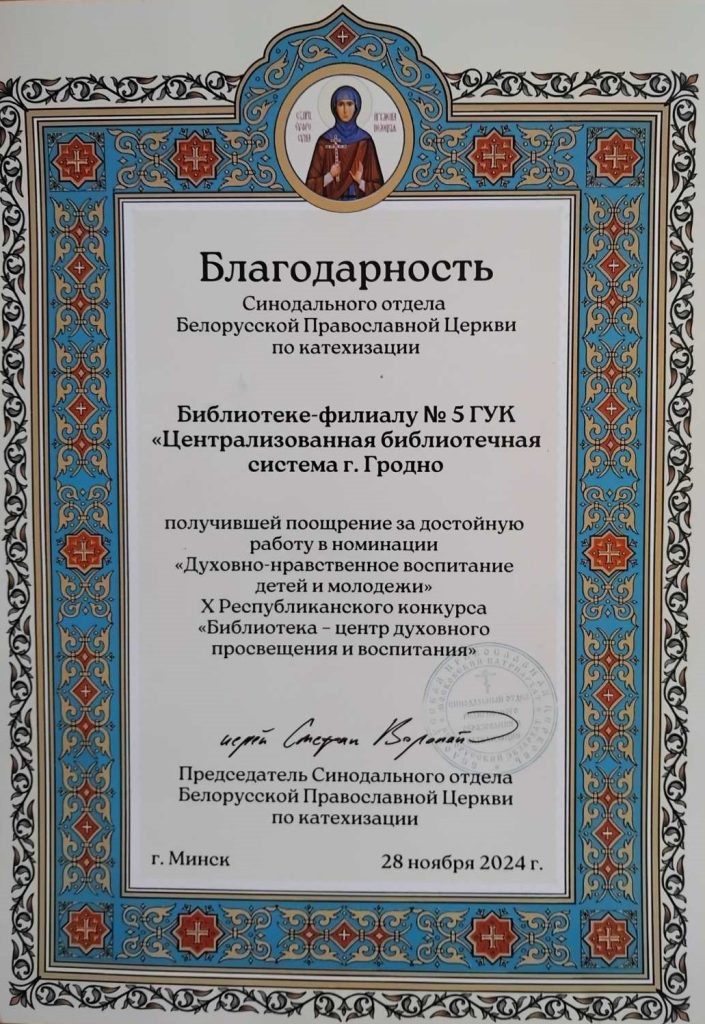 Благодарность
Синодального отдела
Белорусской Православной Церкви
по катехизации
Библиотеке-филиалу № 5 ГУК
«Централизованная библиотечная
система г. Гродно
получившей поощрение за достойную
работу в номинации
«Духовно-нравственное воспитание
детей и молодежи»
X Республиканского конкурса
«Библиотека – центр духовного
просвещения и воспитания»
иерей Стефан
Председатель Синодального отдела
Белорусской Православной Церкви
по катехизации
г. Минск
28 ноября 2024 г.